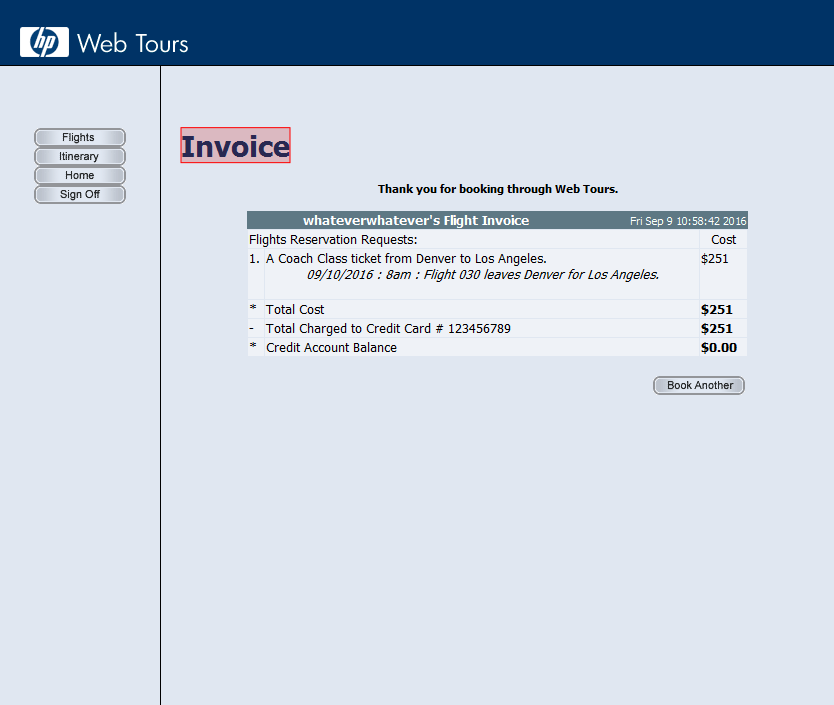 hp Web Tours
Flights
Itinerary
Home
Sign Off
Invoice
Thank you for booking through Web Tours.
whateverwhatever's Flight Invoice Fri Sep 9 10:58:42 2016
Flights Reservation Requests: Cost
1. A Coach Class ticket from Denver to Los Angeles. $251
09/10/2016 : 8am : Flight 030 leaves Denver for Los Angeles.
* Total Cost $251
- Total Charged to Credit Card # 123456789 $251
* Credit Account Balance $0.00
Book Another